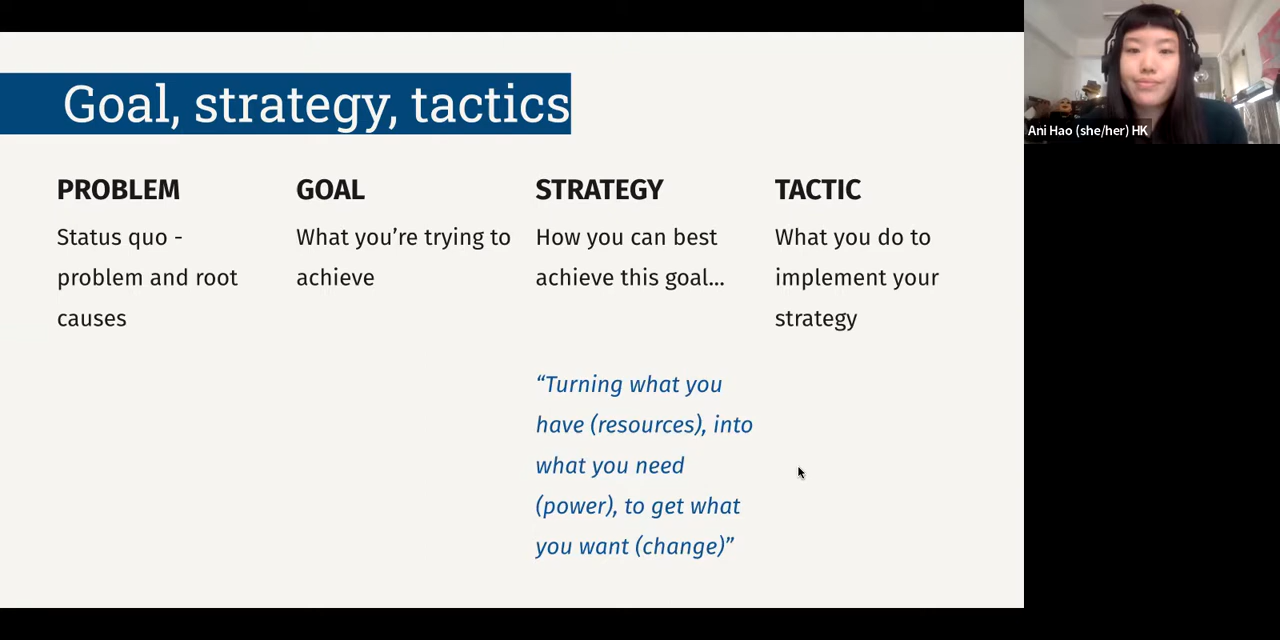 Goal, strategy, tactics
PROBLEM
Status quo -
problem and root
causes
GOAL
What you’re trying to
achieve
STRATEGY
How you can best
achieve this goal...
“Turning what you
have (resources), into
what you need
(power), to get what
you want (change)”
TACTIC
What you do to
implement your
strategy
Ani Hao (she/her) HK